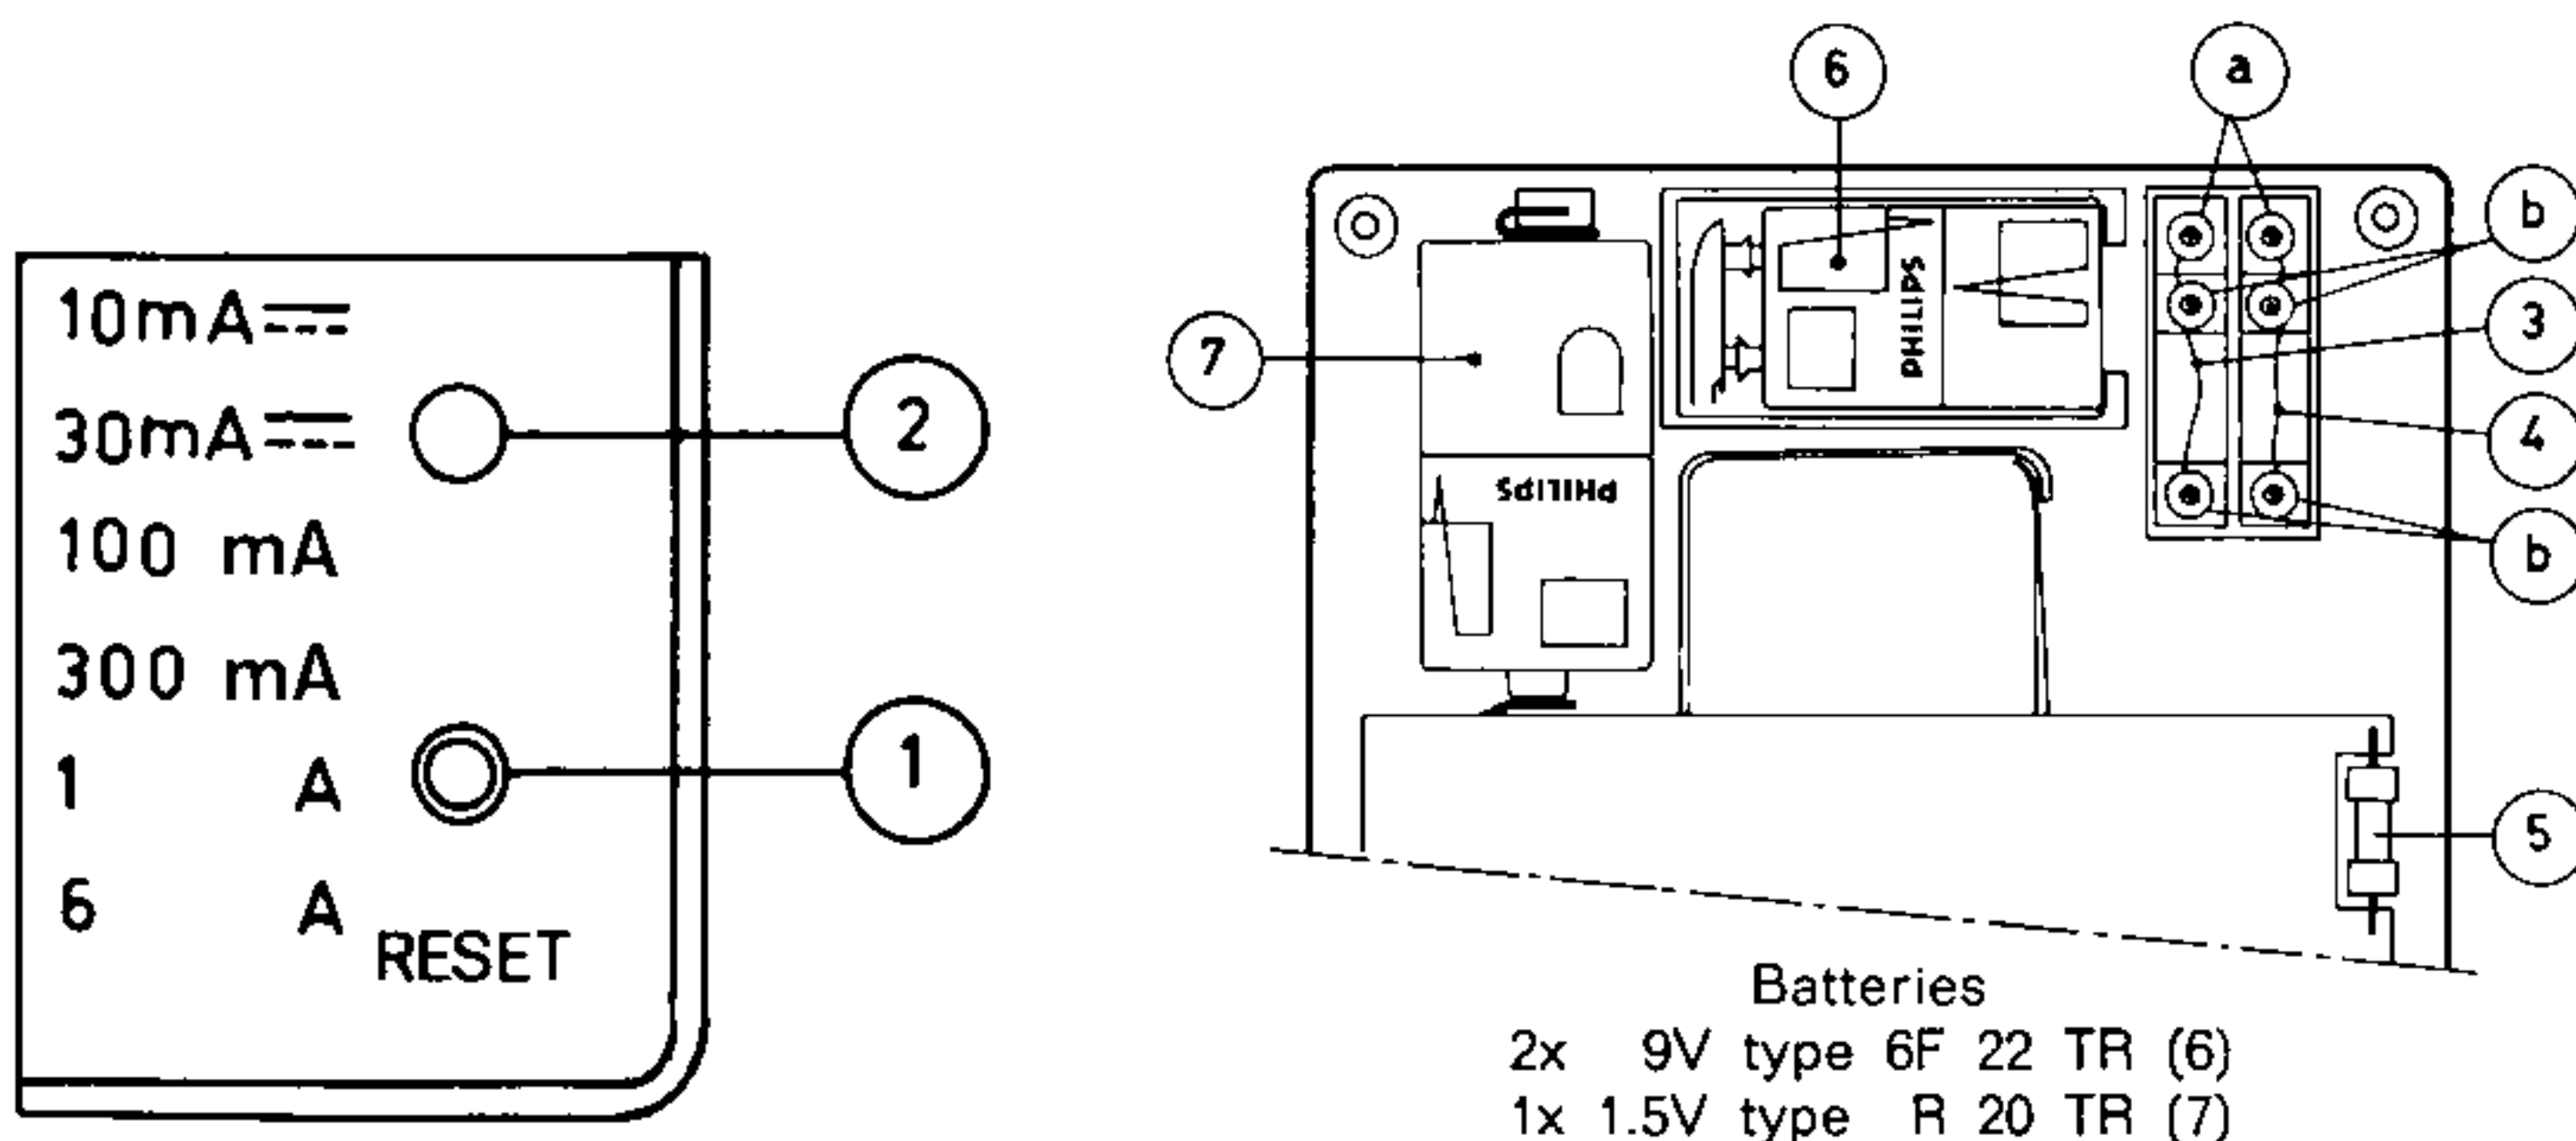 10mA
30mA
100 mA
300 mA
1 A
6 A
RESET
2
1
6
a
b
3
4
b
5
7
PHILIPS
PHILIPS
Batteries
2x 9V type 6F 22 TR (6)
1x 1.5V type R 20 TR (7)